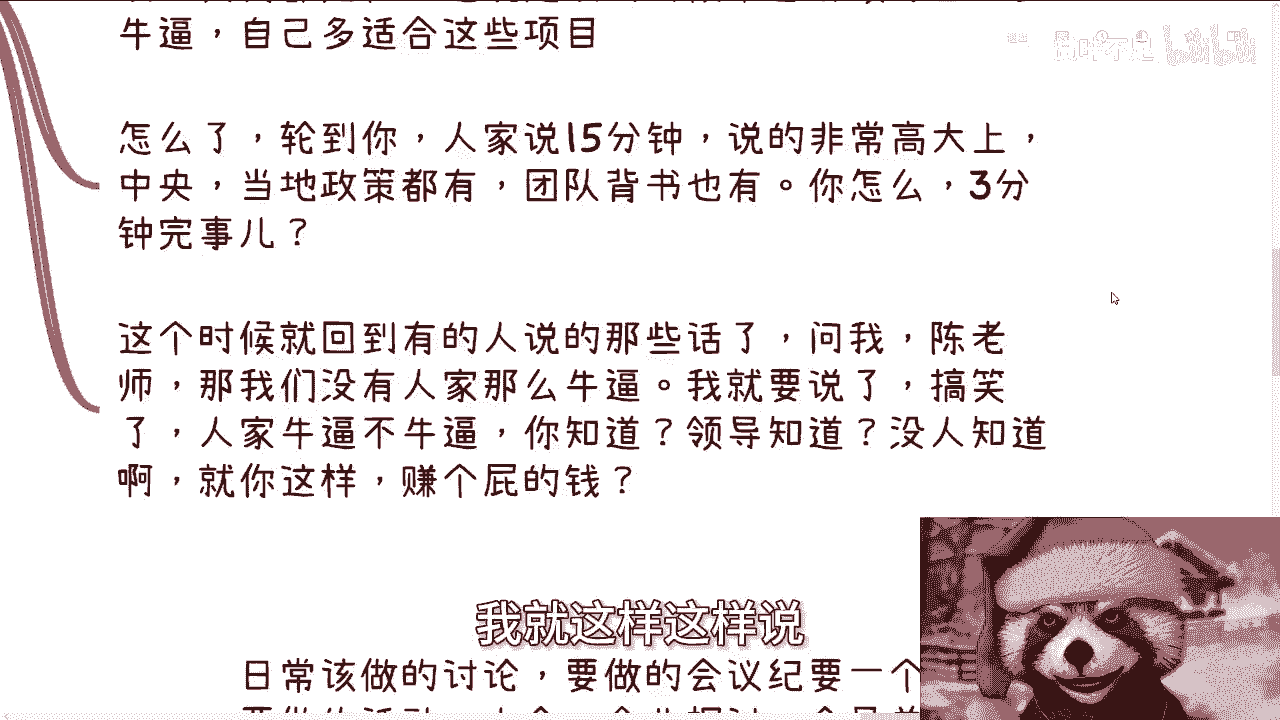 牛逼，自己多适合这些项目
怎么了，轮到你，人家说15分钟，说的非常高大上，
中央，当地政策都有，团队背书也有。你怎么，3分
钟完事儿？
这个时候就回到有的人说的那些话了，问我，陈老
师，那我们没有人家那么牛逼。我就要说了，搞笑
了，人家牛逼不牛逼，你知道？领导知道？没人知道
啊，就你这样，赚个屁的钱？
我就这样这样说
日常该做的讨论，要做的会议纪要一个